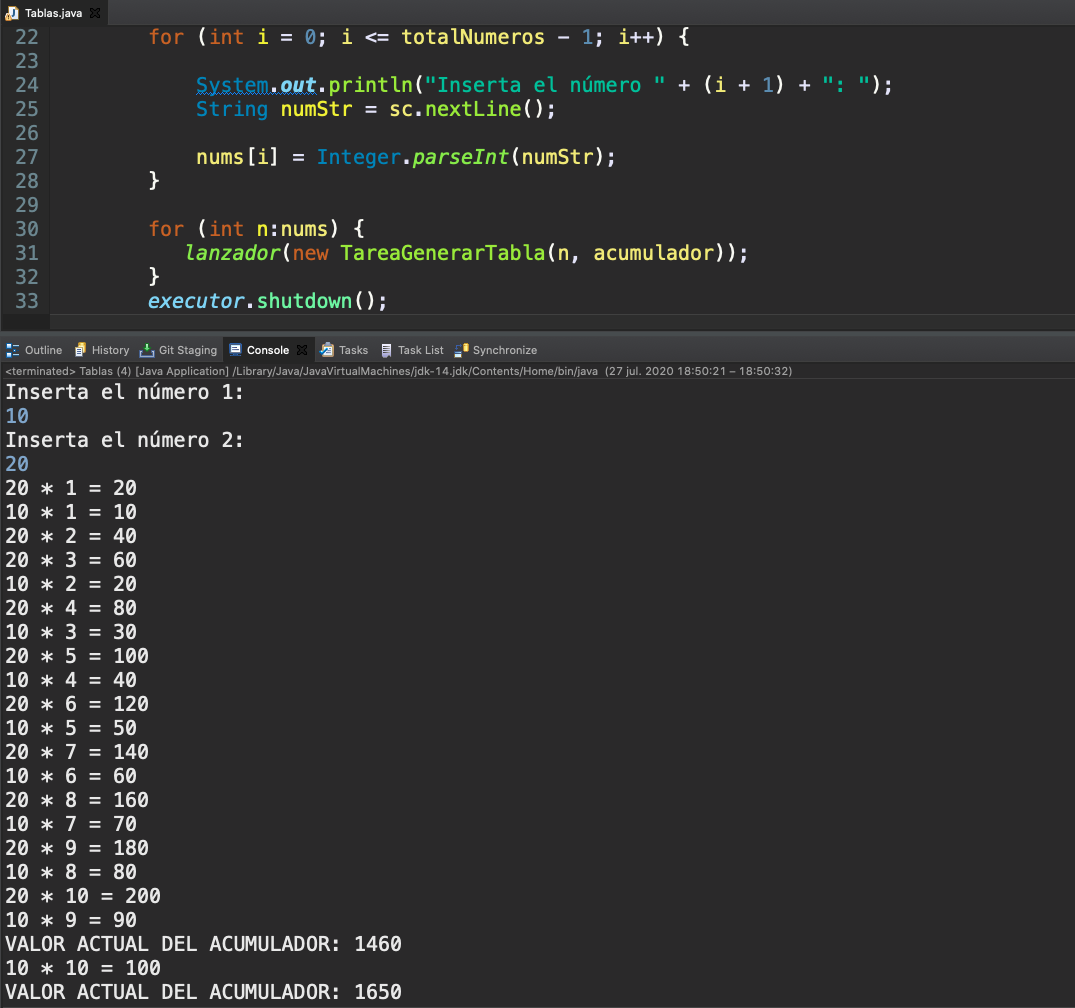 Tablas.java
22 for (int i = 0; i <= totalNumeros - 1; i++) {
23
24 System.out.println("Inserta el número " + (i + 1) + ": ");
25 String numStr = sc.nextLine();
26
27 nums[i] = Integer.parseInt(numStr);
28 }
29
30 for (int n:nums) {
31 lanzador(new TareaGenerarTabla(n, acumulador));
32 }
33 executor.shutdown();
Outline History Git Staging Console Tasks Task List Synchronize
<terminated> Tablas (4) [Java Application] /Library/Java/JavaVirtualMachines/jdk-14.jdk/Contents/Home/bin/java (27 jul. 2020 18:50:21 – 18:50:32)
Inserta el número 1:
10
Inserta el número 2:
20
20 * 1 = 20
10 * 1 = 10
20 * 2 = 40
20 * 3 = 60
10 * 2 = 20
20 * 4 = 80
10 * 3 = 30
20 * 5 = 100
10 * 4 = 40
20 * 6 = 120
10 * 5 = 50
20 * 7 = 140
10 * 6 = 60
20 * 8 = 160
10 * 7 = 70
20 * 9 = 180
10 * 8 = 80
20 * 10 = 200
10 * 9 = 90
VALOR ACTUAL DEL ACUMULADOR: 1460
10 * 10 = 100
VALOR ACTUAL DEL ACUMULADOR: 1650